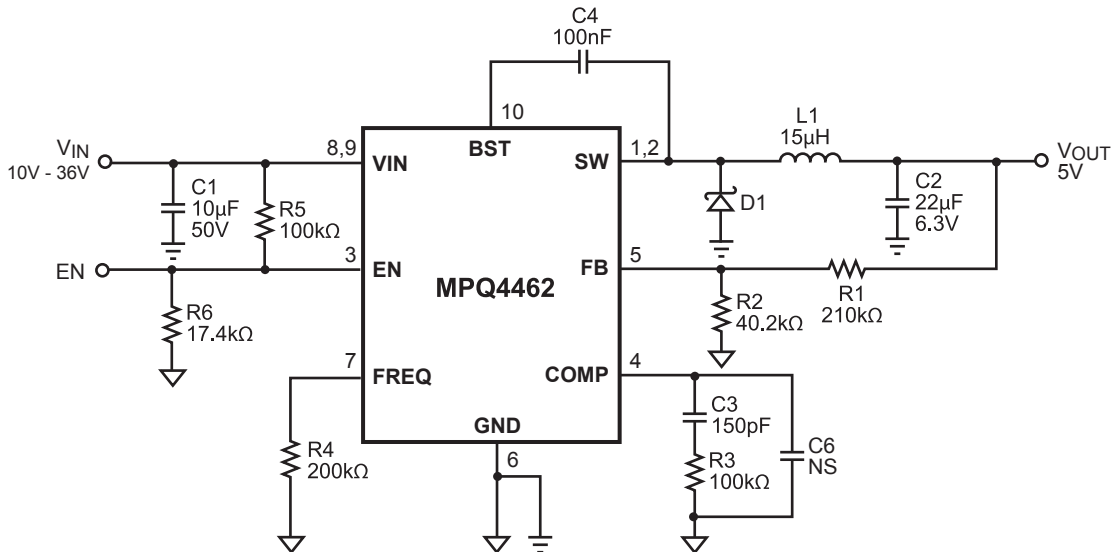 C4
100nF
10
BST
L1
15µH
VIN
10V - 36V
8,9
VIN
SW
1,2
VOUT
5V
C1
10µF
50V
R5
100kΩ
D1
C2
22µF
6.3V
EN
3
EN
FB
5
MPQ4462
R6
17.4kΩ
R2
40.2kΩ
R1
210kΩ
7
FREQ
COMP
4
GND
6
R4
200kΩ
C3
150pF
R3
100kΩ
C6
NS